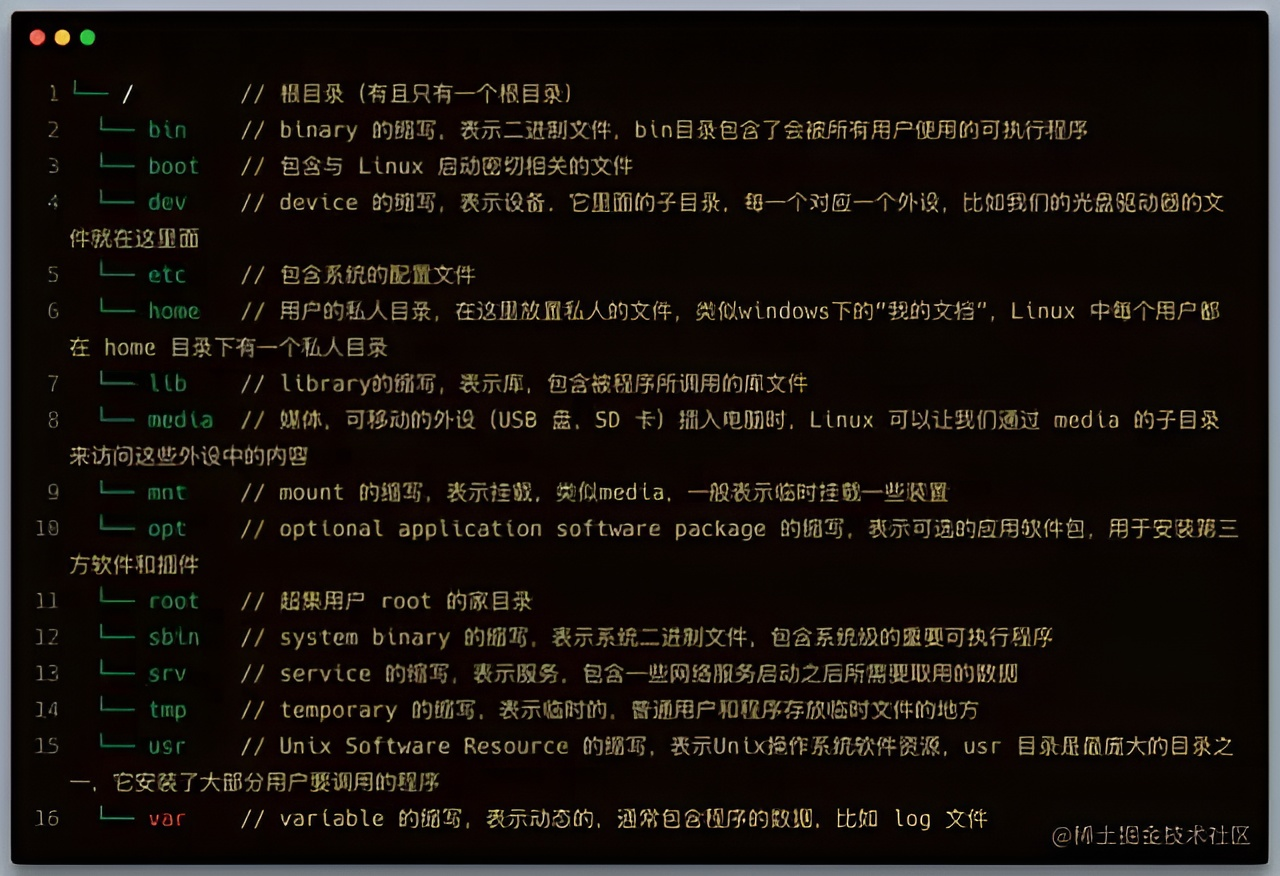 1 └── / // 根目录（有且只有一个根目录）
2 └── bin // binary 的缩写，表示二进制文件，bin目录包含了会被所有用户使用的可执行程序
3 └── boot // 包含与 Linux 启动密切相关的文件
4 └── dev // device 的缩写，表示设备．它里面的子目录，每一个对应一个外设，比如我们的光盘驱动器的文
件就在这里面
5 └── etc // 包含系统的配置文件
6 └── home // 用户的私人目录，在这里放置私人的文件，类似windows下的"我的文档"，Linux 中每个用户都
在 home 目录下有一个私人目录
7 └── lib // library的缩写，表示库，包含被程序所调用的库文件
8 └── media // 媒体，可移动的外设（USB 盘、SD 卡）插入电脑时，Linux 可以让我们通过 media 的子目录
来访问这些外设中的内容
9 └── mnt // mount 的缩写，表示挂载，类似media，一般表示临时挂载一些装置
10 └── opt // optional application software package 的缩写，表示可选的应用软件包，用于安装第三
方软件和插件
11 └── root // 超集用户 root 的家目录
12 └── sbin // system binary 的缩写，表示系统二进制文件，包含系统级的重要可执行程序
13 └── srv // service 的缩写，表示服务，包含一些网络服务启动之后所需要取用的数据
14 └── tmp // temporary 的缩写，表示临时的，普通用户和程序存放临时文件的地方
15 └── usr // Unix Software Resource 的缩写，表示Unix操作系统软件资源，usr 目录是最庞大的目录之
一，它安装了大部分用户要调用的程序
16 └── var // variable 的缩写，表示动态的，通常包含程序的数据，比如 log 文件
@稀土掘金技术社区